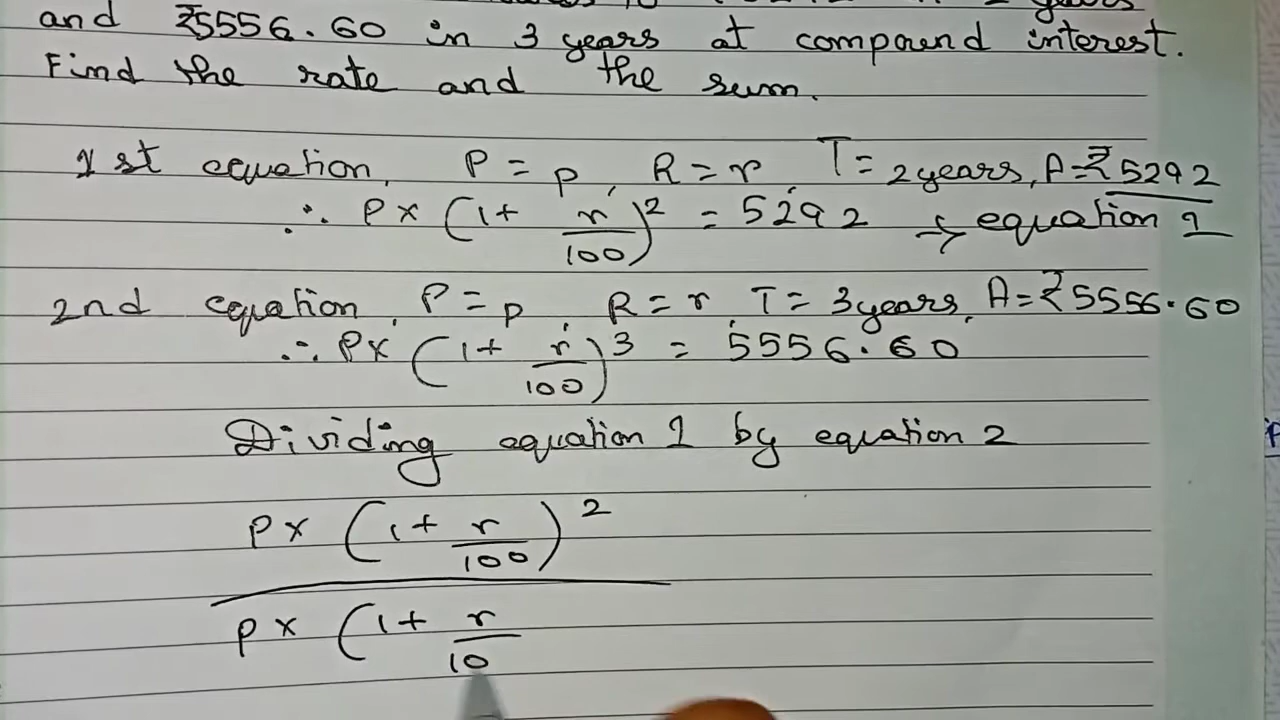 years
and ₹5556.60 in 3 years at compound interest.
Find the rate and the sum.
1st equation, P = p, R = r, T = 2 years, A = ₹5292
∴ P × (1 + r/100)² = 5292 → equation 1
2nd equation, P = p, R = r, T = 3 years, A = ₹5556.60
∴ P × (1 + r/100)³ = 5556.60
Dividing equation 1 by equation 2
P × (1 + r/100)²
P × (1 + r/10